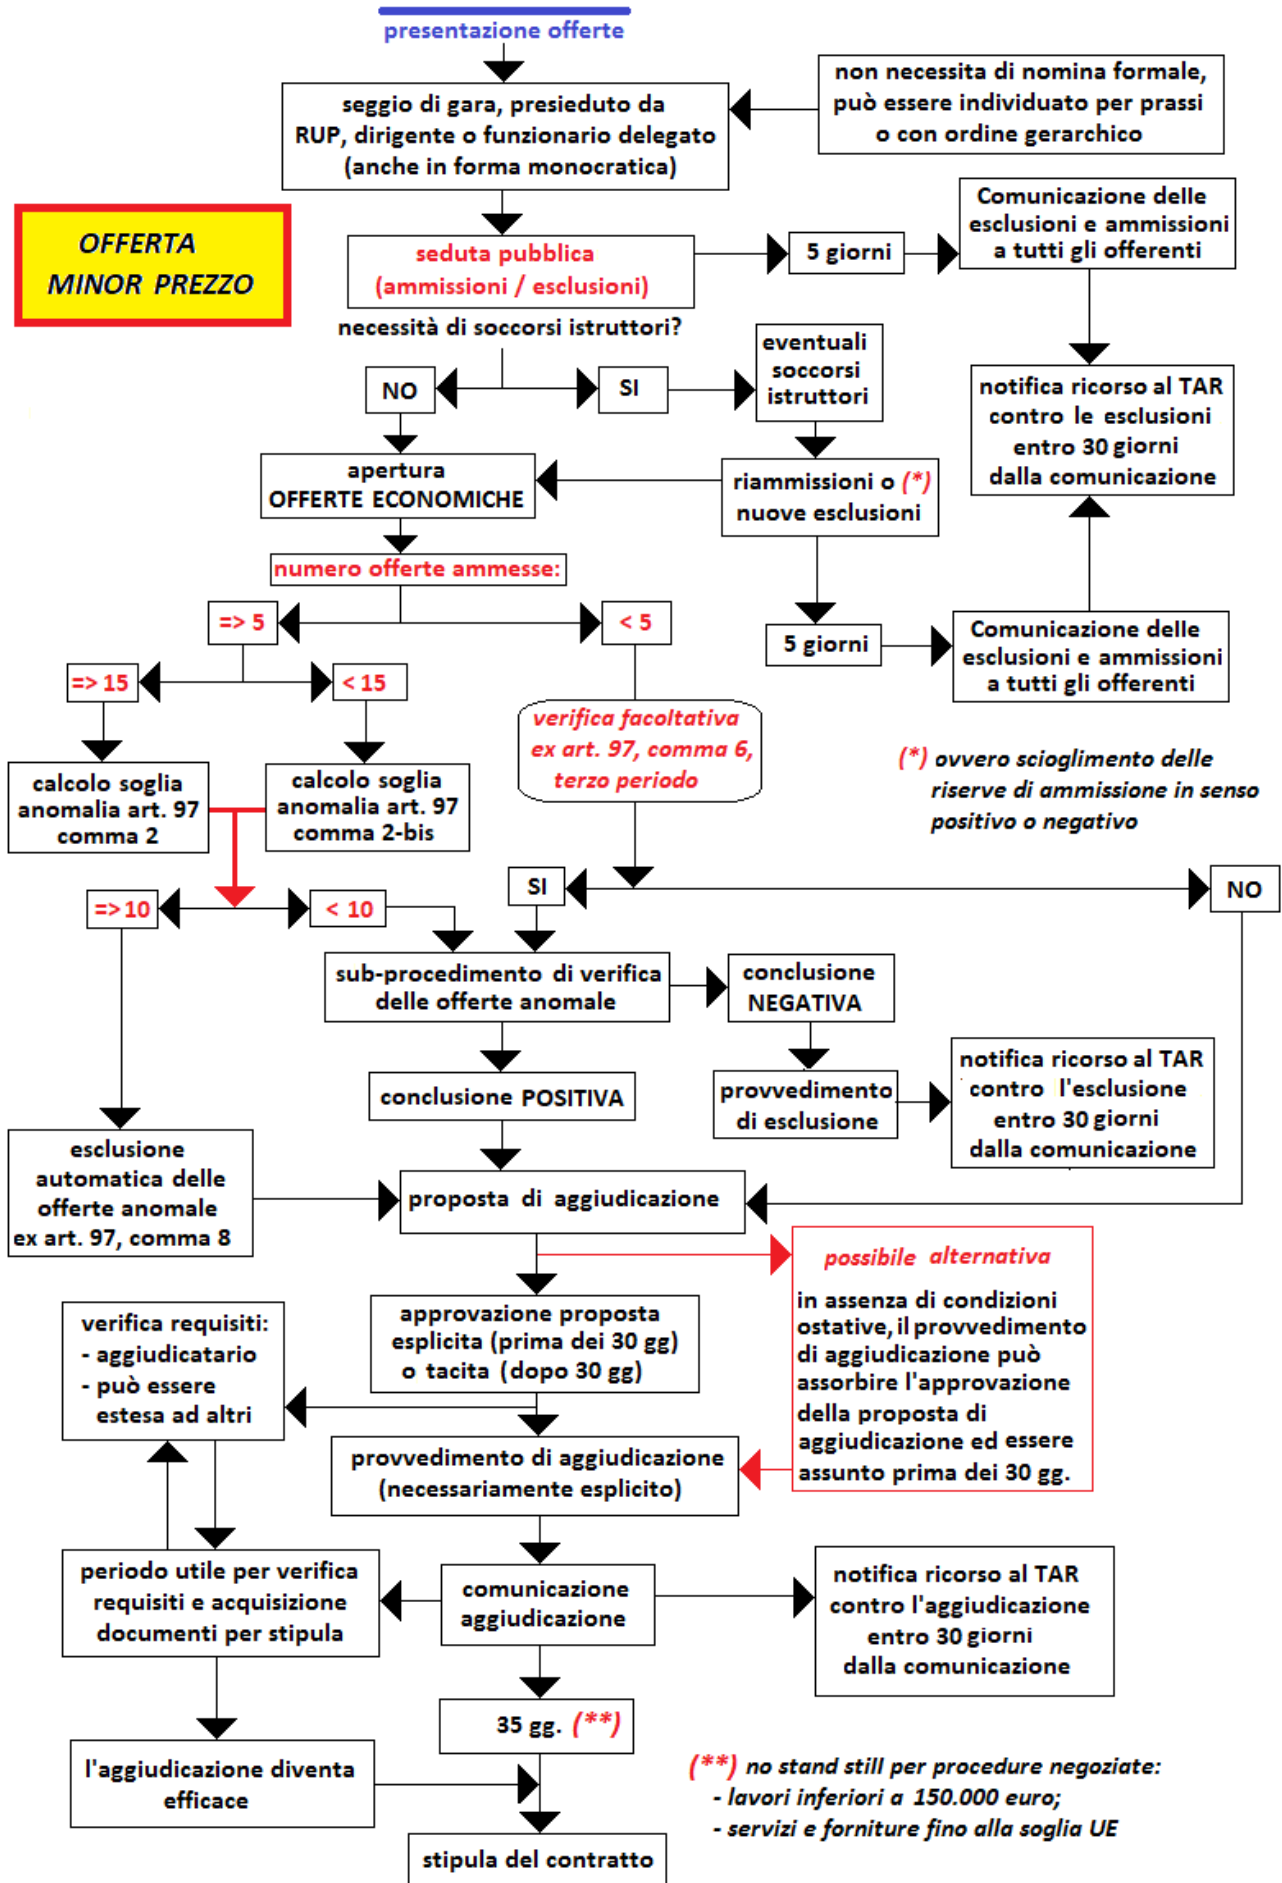 presentazione offerte
seggio di gara, presieduto da
RUP, dirigente o funzionario delegato
(anche in forma monocratica)
non necessita di nomina formale,
può essere individuato per prassi
o con ordine gerarchico
OFFERTA
MINOR PREZZO
seduta pubblica
(ammissioni / esclusioni)
5 giorni
Comunicazione delle
esclusioni e ammissioni
a tutti gli offerenti
necessità di soccorsi istruttori?
NO
SI
eventuali
soccorsi
istruttori
notifica ricorso al TAR
contro le esclusioni
entro 30 giorni
dalla comunicazione
apertura
OFFERTE ECONOMICHE
riammissioni o (*)
nuove esclusioni
numero offerte ammesse:
=> 5
< 5
5 giorni
Comunicazione delle
esclusioni e ammissioni
a tutti gli offerenti
=> 15
< 15
verifica facoltativa
ex art. 97, comma 6,
terzo periodo
(*) ovvero scioglimento delle
riserve di ammissione in senso
positivo o negativo
calcolo soglia
anomalia art. 97
comma 2
calcolo soglia
anomalia art. 97
comma 2-bis
SI
NO
=> 10
< 10
sub-procedimento di verifica
delle offerte anomale
conclusione
NEGATIVA
conclusione POSITIVA
provvedimento
di esclusione
notifica ricorso al TAR
contro l'esclusione
entro 30 giorni
dalla comunicazione
esclusione
automatica delle
offerte anomale
ex art. 97, comma 8
proposta di aggiudicazione
possibile alternativa
in assenza di condizioni
ostative, il provvedimento
di aggiudicazione può
assorbire l'approvazione
della proposta di
aggiudicazione ed essere
assunto prima dei 30 gg.
approvazione proposta
esplicita (prima dei 30 gg)
o tacita (dopo 30 gg)
verifica requisiti:
- aggiudicatario
- può essere
estesa ad altri
provvedimento di aggiudicazione
(necessariamente esplicito)
periodo utile per verifica
requisiti e acquisizione
documenti per stipula
comunicazione
aggiudicazione
notifica ricorso al TAR
contro l'aggiudicazione
entro 30 giorni
dalla comunicazione
35 gg. (**)
l'aggiudicazione diventa
efficace
(**) no stand still per procedure negoziate:
- lavori inferiori a 150.000 euro;
- servizi e forniture fino alla soglia UE
stipula del contratto